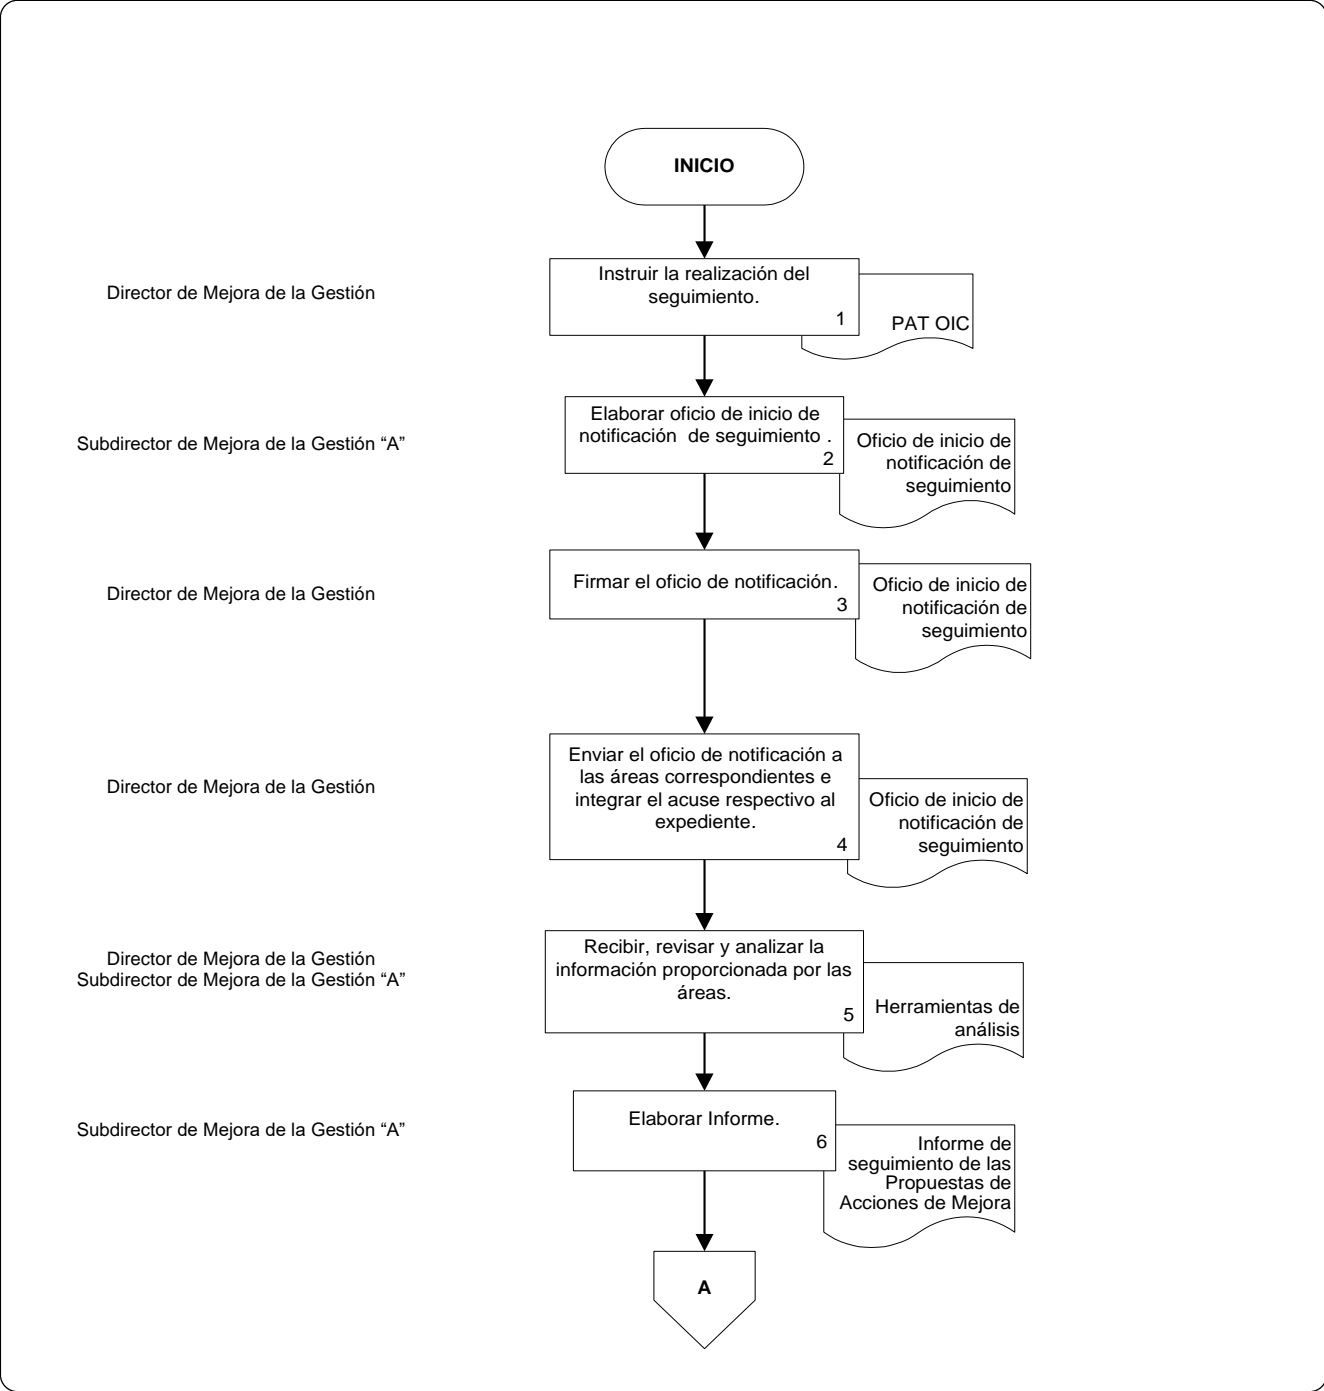 INICIO
Director de Mejora de la Gestión
Instruir la realización del
seguimiento.
1
PAT OIC
Subdirector de Mejora de la Gestión “A”
Elaborar oficio de inicio de
notificación de seguimiento .
2
Oficio de inicio de
notificación de
seguimiento
Director de Mejora de la Gestión
Firmar el oficio de notificación.
3
Oficio de inicio de
notificación de
seguimiento
Director de Mejora de la Gestión
Enviar el oficio de notificación a
las áreas correspondientes e
integrar el acuse respectivo al
expediente.
4
Oficio de inicio de
notificación de
seguimiento
Director de Mejora de la Gestión
Subdirector de Mejora de la Gestión “A”
Recibir, revisar y analizar la
información proporcionada por las
áreas.
5
Herramientas de
análisis
Subdirector de Mejora de la Gestión “A”
Elaborar Informe.
6
Informe de
seguimiento de las
Propuestas de
Acciones de Mejora
A